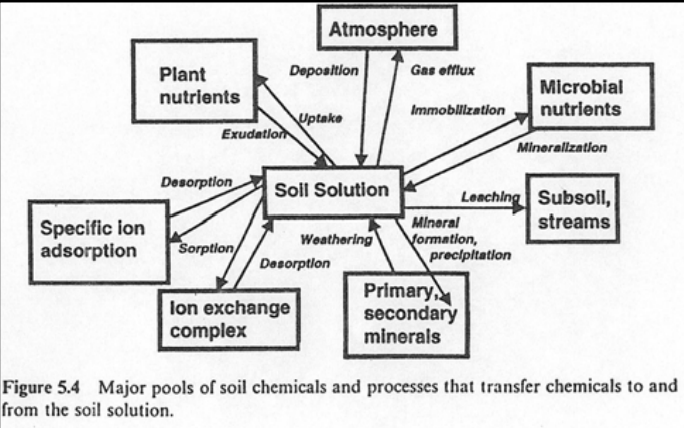 Atmosphere
Plant
nutrients
Deposition
Gas efflux
Microbial
nutrients
Immobilization
Uptake
Exudation
Mineralization
Desorption
Soil Solution
Leaching
Subsoil,
streams
Specific ion
adsorption
Sorption
Weathering
Mineral
formation,
precipitation
Desorption
Ion exchange
complex
Primary,
secondary
minerals
Figure 5.4 Major pools of soil chemicals and processes that transfer chemicals to and
from the soil solution.